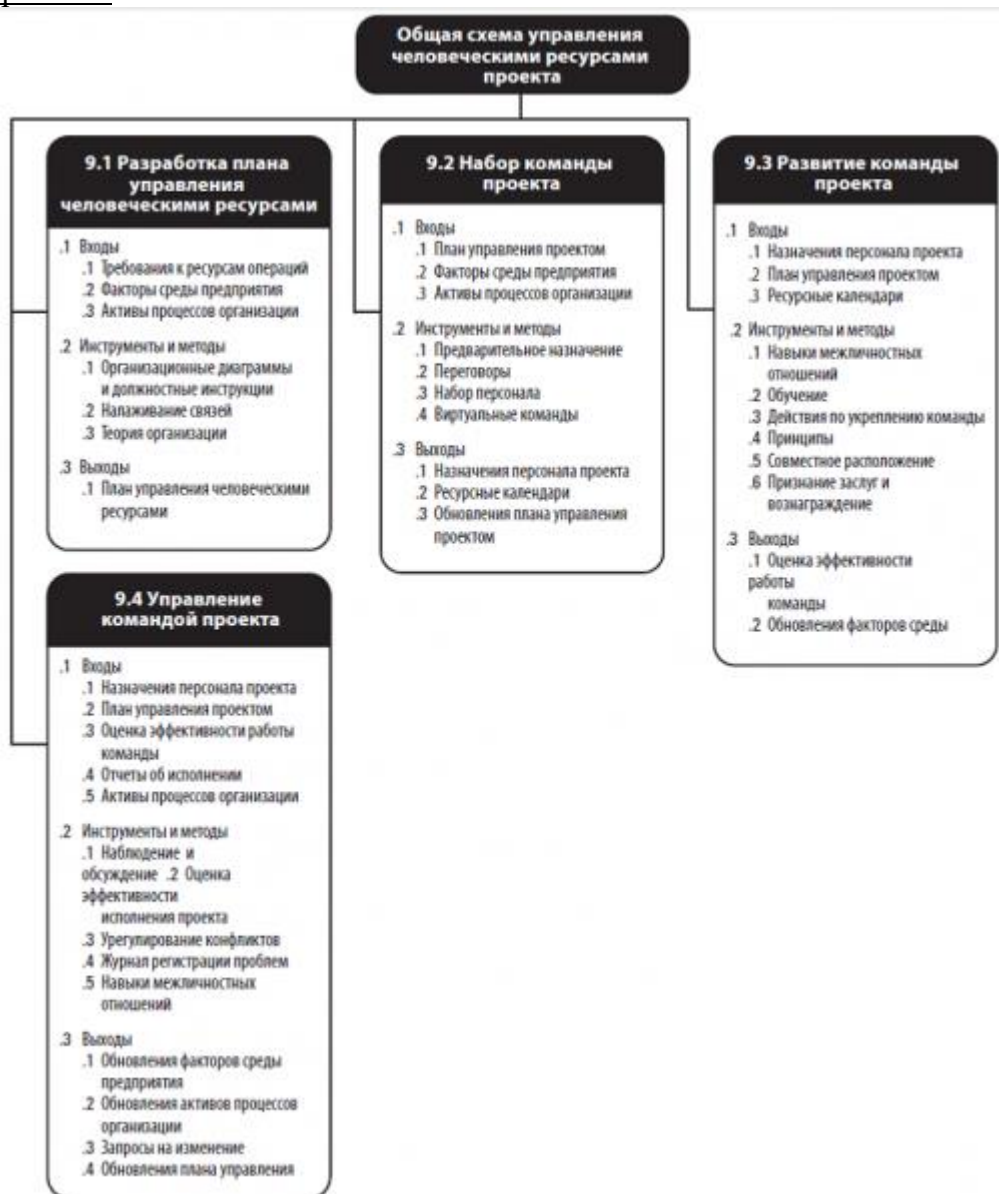 Общая схема управления
человеческими ресурсами
проекта
9.1 Разработка плана
управления
человеческими ресурсами
.1 Входы
.1 Требования к ресурсам операций
.2 Факторы среды предприятия
.3 Активы процессов организации
.2 Инструменты и методы
.1 Организационные диаграммы
и должностные инструкции
.2 Налаживание связей
.3 Теория организации
.3 Выходы
.1 План управления человеческими
ресурсами
9.2 Набор команды
проекта
.1 Входы
.1 План управления проектом
.2 Факторы среды предприятия
.3 Активы процессов организации
.2 Инструменты и методы
.1 Предварительное назначение
.2 Переговоры
.3 Набор персонала
.4 Виртуальные команды
.3 Выходы
.1 Назначения персонала проекта
.2 Ресурсные календари
.3 Обновления плана управления
проектом
9.3 Развитие команды
проекта
.1 Входы
.1 Назначения персонала проекта
.2 План управления проектом
.3 Ресурсные календари
.2 Инструменты и методы
.1 Навыки межличностных
отношений
.2 Обучение
.3 Действия по укреплению команды
.4 Принципы
.5 Совместное расположение
.6 Признание заслуг и
вознаграждение
.3 Выходы
.1 Оценка эффективности
работы
команды
.2 Обновления факторов среды
9.4 Управление
командой проекта
.1 Входы
.1 Назначения персонала проекта
.2 План управления проектом
.3 Оценка эффективности работы
команды
.4 Отчеты об исполнении
.5 Активы процессов организации
.2 Инструменты и методы
.1 Наблюдение и
обсуждение .2 Оценка
эффективности
исполнения проекта
.3 Урегулирование конфликтов
.4 Журнал регистрации проблем
.5 Навыки межличностных
отношений
.3 Выходы
.1 Обновления факторов среды
предприятия
.2 Обновления активов процессов
организации
.3 Запросы на изменение
.4 Обновления плана управления